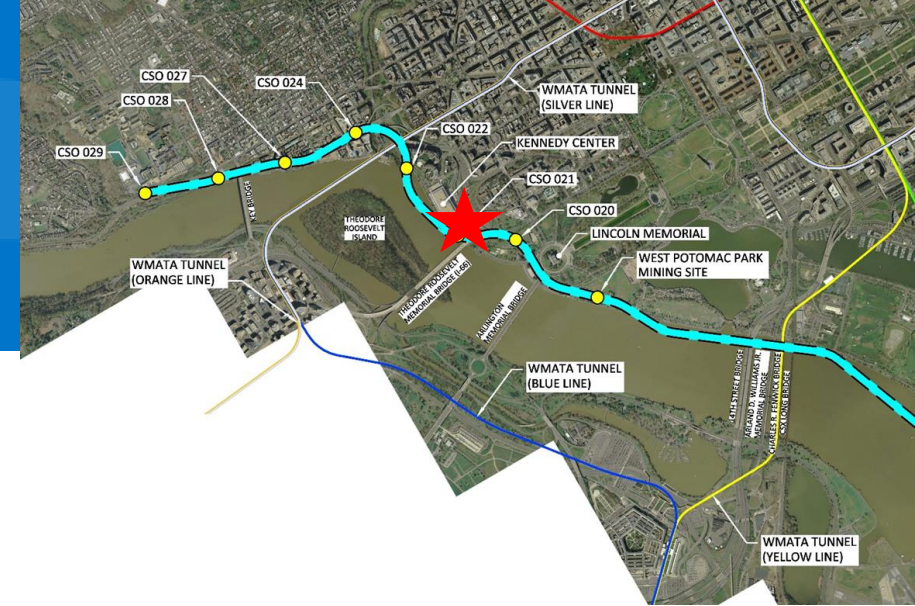 CSO 027
CSO 024
CSO 028
CSO 029
WMATA TUNNEL
(SILVER LINE)
CSO 022
KENNEDY CENTER
CSO 021
CSO 020
LINCOLN MEMORIAL
WEST POTOMAC PARK
MINING SITE
KEY BRIDGE
THEODORE
ROOSEVELT
ISLAND
WMATA TUNNEL
(ORANGE LINE)
THEODORE ROOSEVELT
MEMORIAL BRIDGE (I-66)
ARLINGTON
MEMORIAL BRIDGE
WMATA TUNNEL
(BLUE LINE)
14TH STREET BRIDGE
ARLAND D. WILLIAMS JR.
MEMORIAL BRIDGE
CHARLES R. FENWICK BRIDGE
CSX LONG BRIDGE
WMATA TUNNEL
(YELLOW LINE)